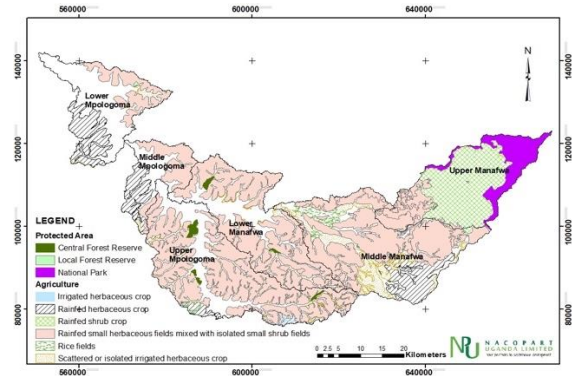 560000 600000 640000
140000
120000
100000
80000
140000
120000
100000
80000
N
Lower
Mpologoma
Middle
Mpologoma
Upper Manafwa
Lower
Manafwa
Upper
Mpologoma
Middle Manafwa
LEGEND
Protected Area
Central Forest Reserve
Local Forest Reserve
National Park
Agriculture
Irrigated herbaceous crop
Rainfed herbaceous crop
Rainfed shrub crop
Rainfed small herbaceous fields mixed with isolated small shrub fields
Rice fields
Scattered or isolated irrigated herbaceous crop
0 2.5 5 10 15 20
Kilometers
NACOPART
UGANDA LIMITED
560000 600000 640000